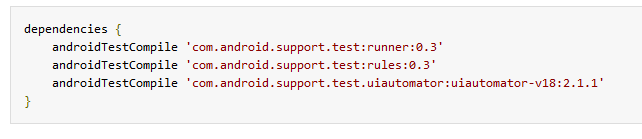 dependencies {
    androidTestCompile 'com.android.support.test:runner:0.3'
    androidTestCompile 'com.android.support.test:rules:0.3'
    androidTestCompile 'com.android.support.test.uiautomator:uiautomator-v18:2.1.1'
}